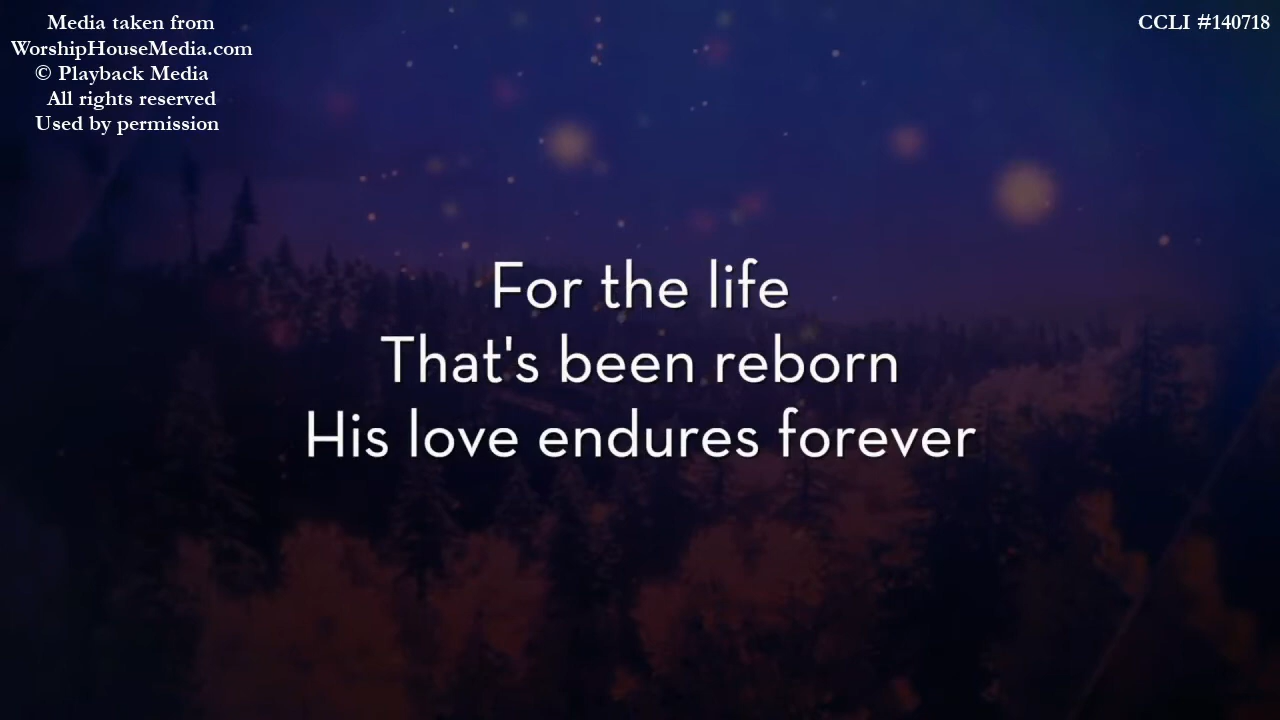 Media taken from
WorshipHouseMedia.com
© Playback Media
All rights reserved
Used by permission
CCLI #140718
For the life
That's been reborn
His love endures forever